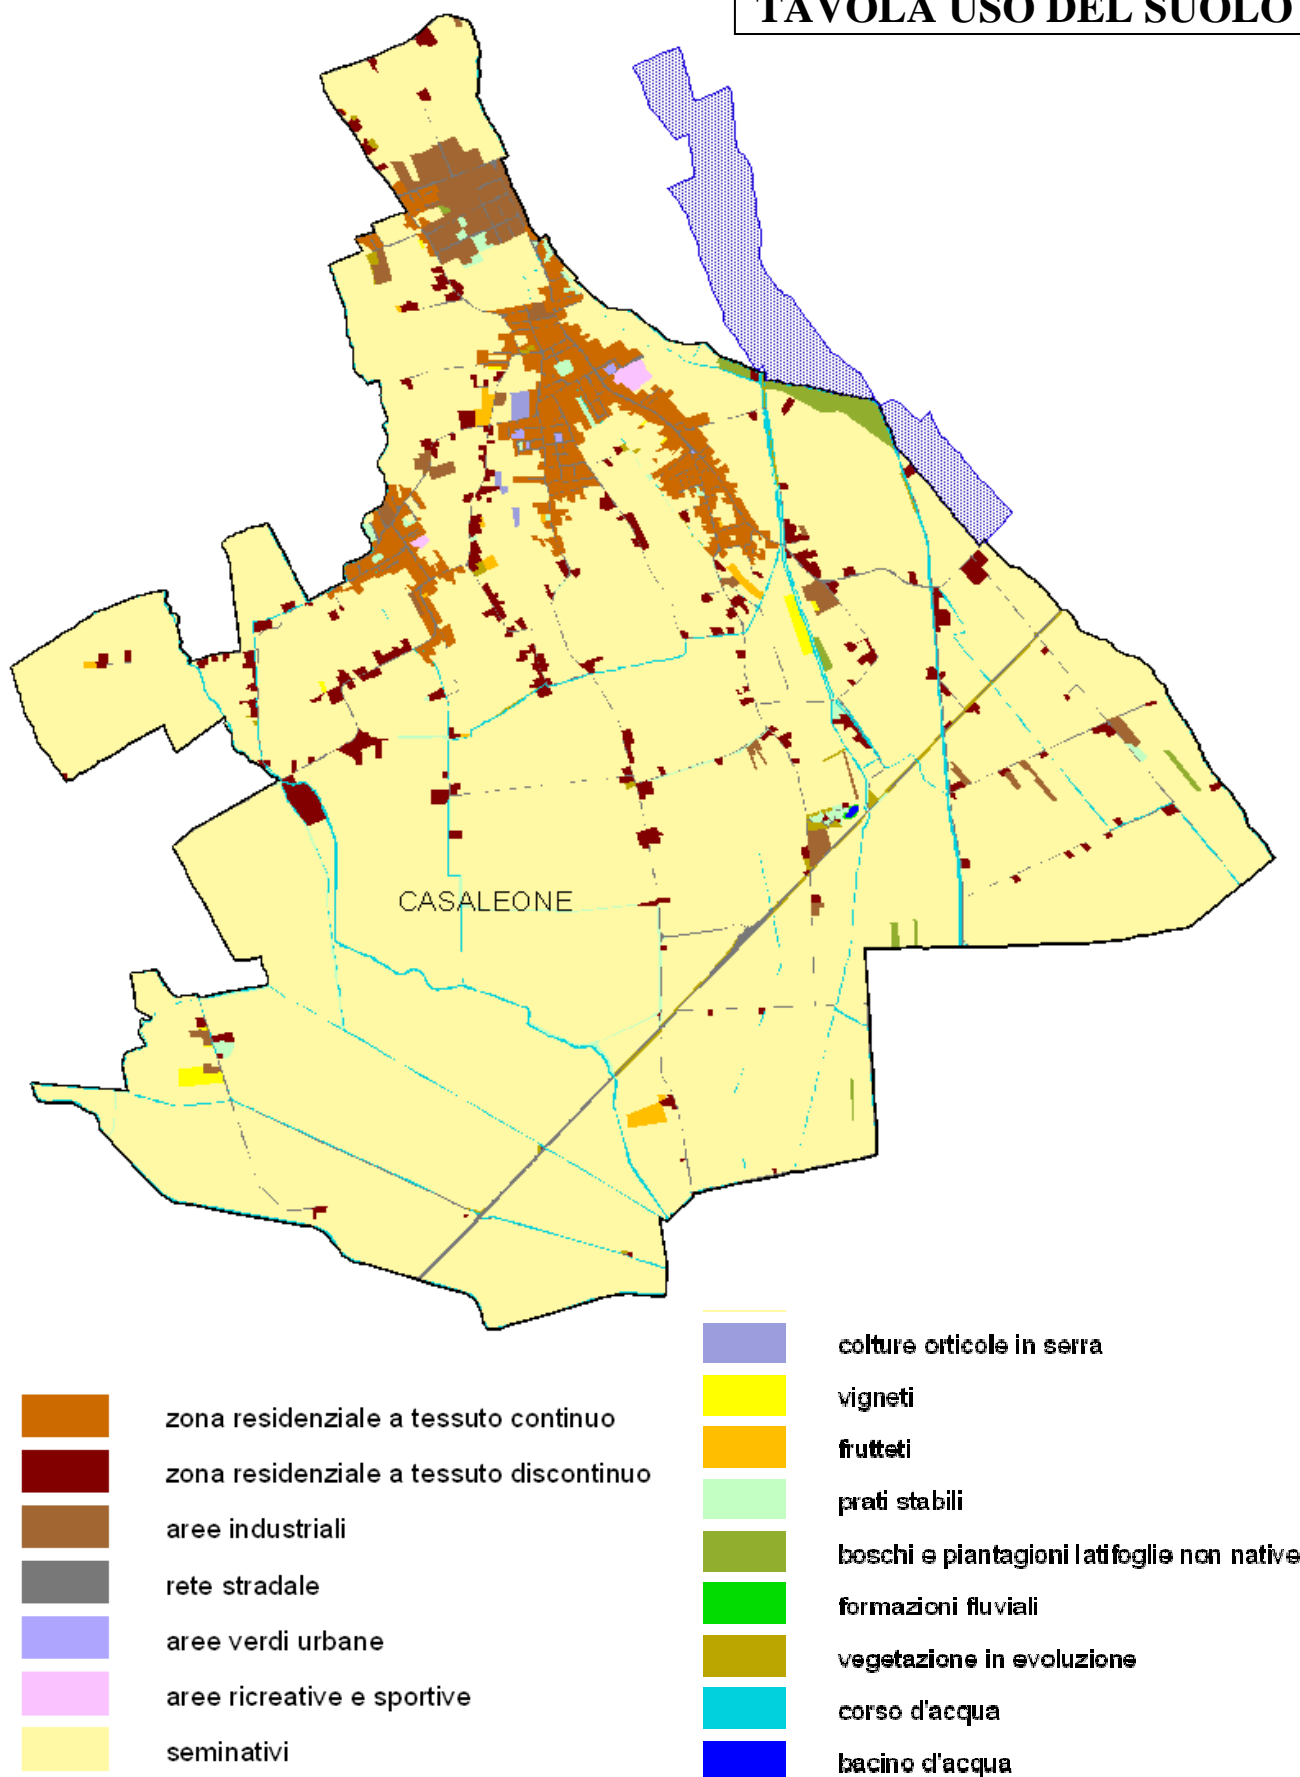 TAVOLA USO DEL SUOLO
CASALEONE
zona residenziale a tessuto continuo
zona residenziale a tessuto discontinuo
aree industriali
rete stradale
aree verdi urbane
aree ricreative e sportive
seminativi
colture orticole in serra
vigneti
frutteti
prati stabili
boschi e piantagioni latifoglie non native
formazioni fluviali
vegetazione in evoluzione
corso d'acqua
bacino d'acqua